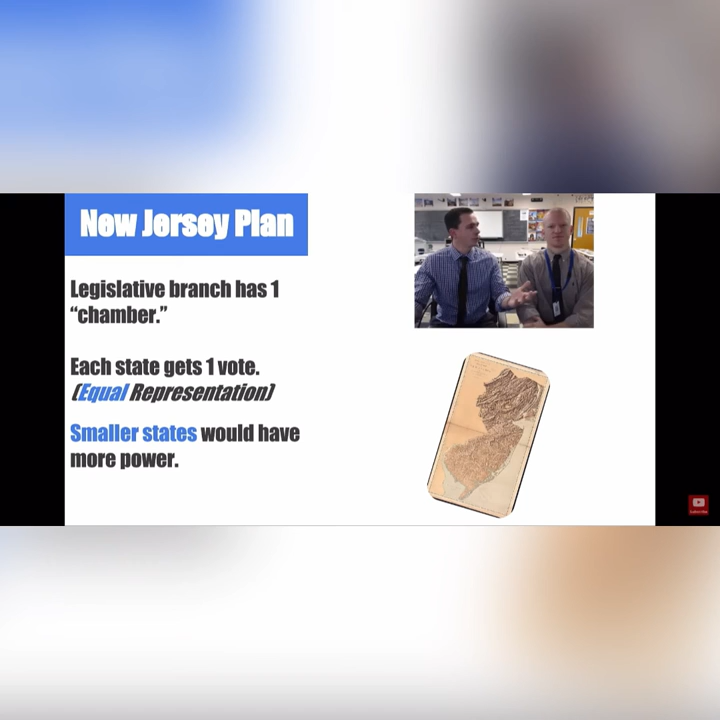 New Jersey Plan
Legislative branch has 1
“chamber.”
Each state gets 1 vote.
(Equal Representation)
Smaller states would have
more power.